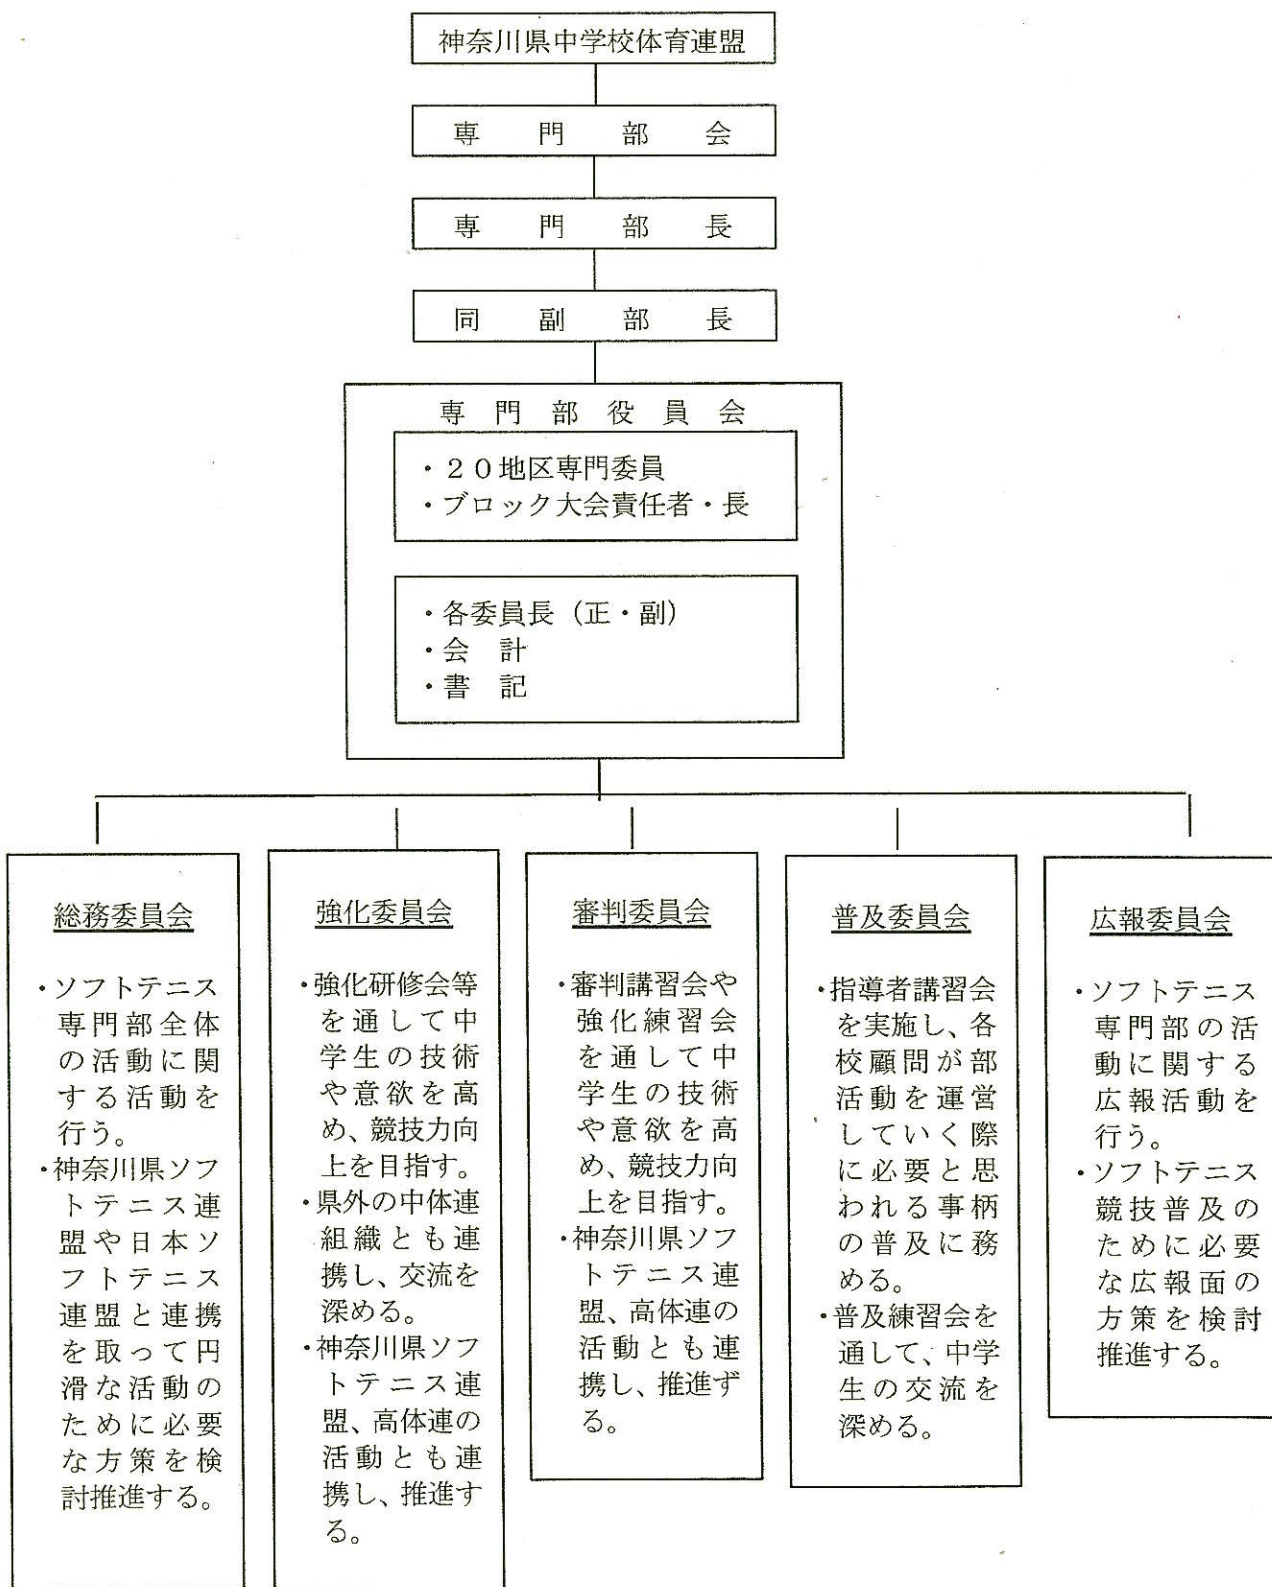 神奈川県中学校体育連盟
専門部会
専門部長
同副部長
専門部役員会
・20地区専門委員
・ブロック大会責任者・長
・各委員長(正・副)
・会計
・書記
総務委員会
・ソフトテニス
専門部全体
の活動に関
する活動を
行う。
・神奈川県ソフ
トテニス連
盟や日本ソ
フトテニス
連盟と連携
を取って円
滑な活動の
ために必要
な方策を検
討推進する。
強化委員会
・強化研修会等
を通して中
学生の技術
や意欲を高
め、競技力向
上を目指す。
・県外の中体連
組織とも連
携し、交流を
深める。
・神奈川県ソフ
トテニス連
盟、高体連の
活動とも連
携し、推進す
る。
審判委員会
・審判講習会や
強化練習会
を通して中
学生の技術
や意欲を高
め、競技力向
上を目指す。
・神奈川県ソフ
トテニス連
盟、高体連の
活動とも連
携し、推進ず
る。
普及委員会
・指導者講習会
を実施し、各
校顧問が部
活動を運営
していく際
に必要と思
われる事柄
の普及に務
める。
・普及練習会を
通して、中学
生の交流を
深める。
広報委員会
・ソフトテニス
専門部の活
動に関する
広報活動を
行う。
・ソフトテニス
競技普及の
ために必要
な広報面の
方策を検討
推進する。